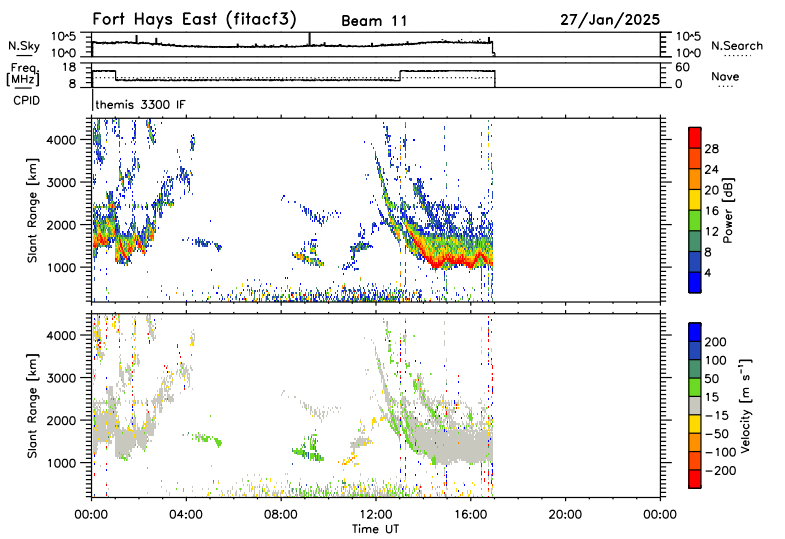 Fort Hays East (fitacf3) Beam 11 27/Jan/2025
N.Sky 10^5 10^0 10^5 10^0 N.Search
Freq. [MHz] 18 8 60 0 Nave
CPID themis 3300 IF
Slant Range [km] 4000 3000 2000 1000
Power [dB] 28 24 20 16 12 8 4
Slant Range [km] 4000 3000 2000 1000
Velocity [m s⁻¹] 200 100 50 15 −15 −50 −100 −200
00:00 04:00 08:00 12:00 16:00 20:00 00:00
Time UT